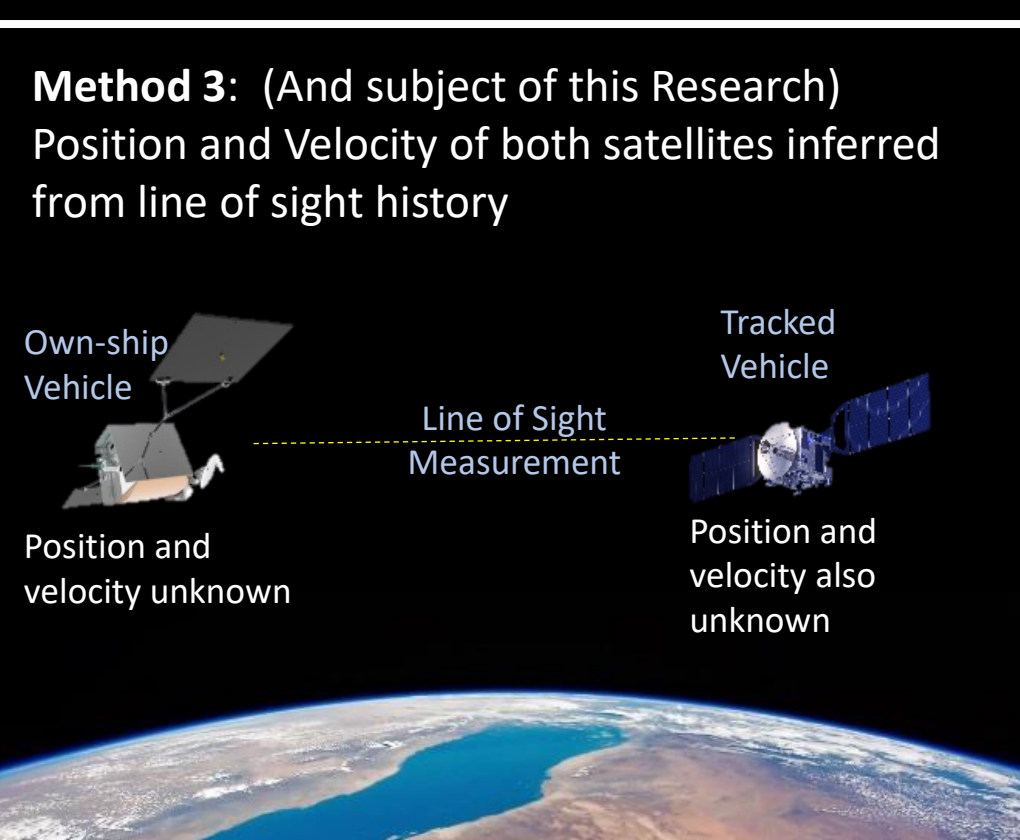 Method 3:  (And subject of this Research)
Position and Velocity of both satellites inferred
from line of sight history
Own-ship
Vehicle
Tracked
Vehicle
Line of Sight
Measurement
Position and
velocity unknown
Position and
velocity also
unknown